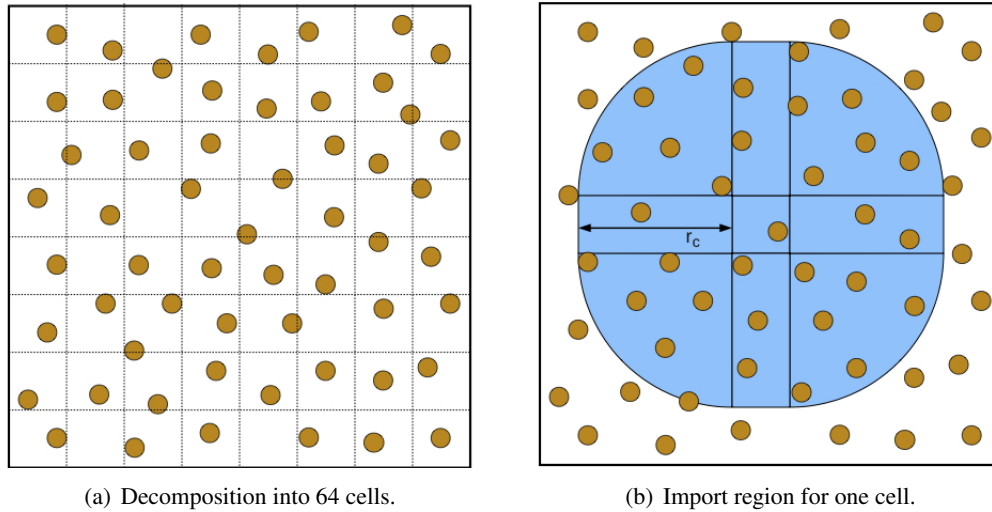 r_C
(a) Decomposition into 64 cells.
(b) Import region for one cell.